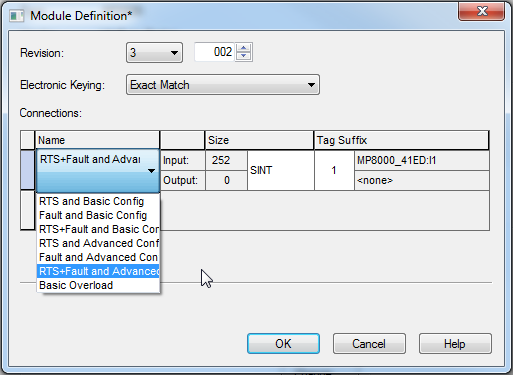 Module Definition*
Revision: 3 002
Electronic Keying: Exact Match
Connections:
Name Size Tag Suffix
RTS+Fault and Advar Input: 252 SINT 1 MP8000_41ED:I1
Output: 0 <none>
RTS and Basic Config
Fault and Basic Config
RTS+Fault and Basic Con
RTS and Advanced Conf
Fault and Advanced Con
RTS+Fault and Advanced
Basic Overload
OK Cancel Help